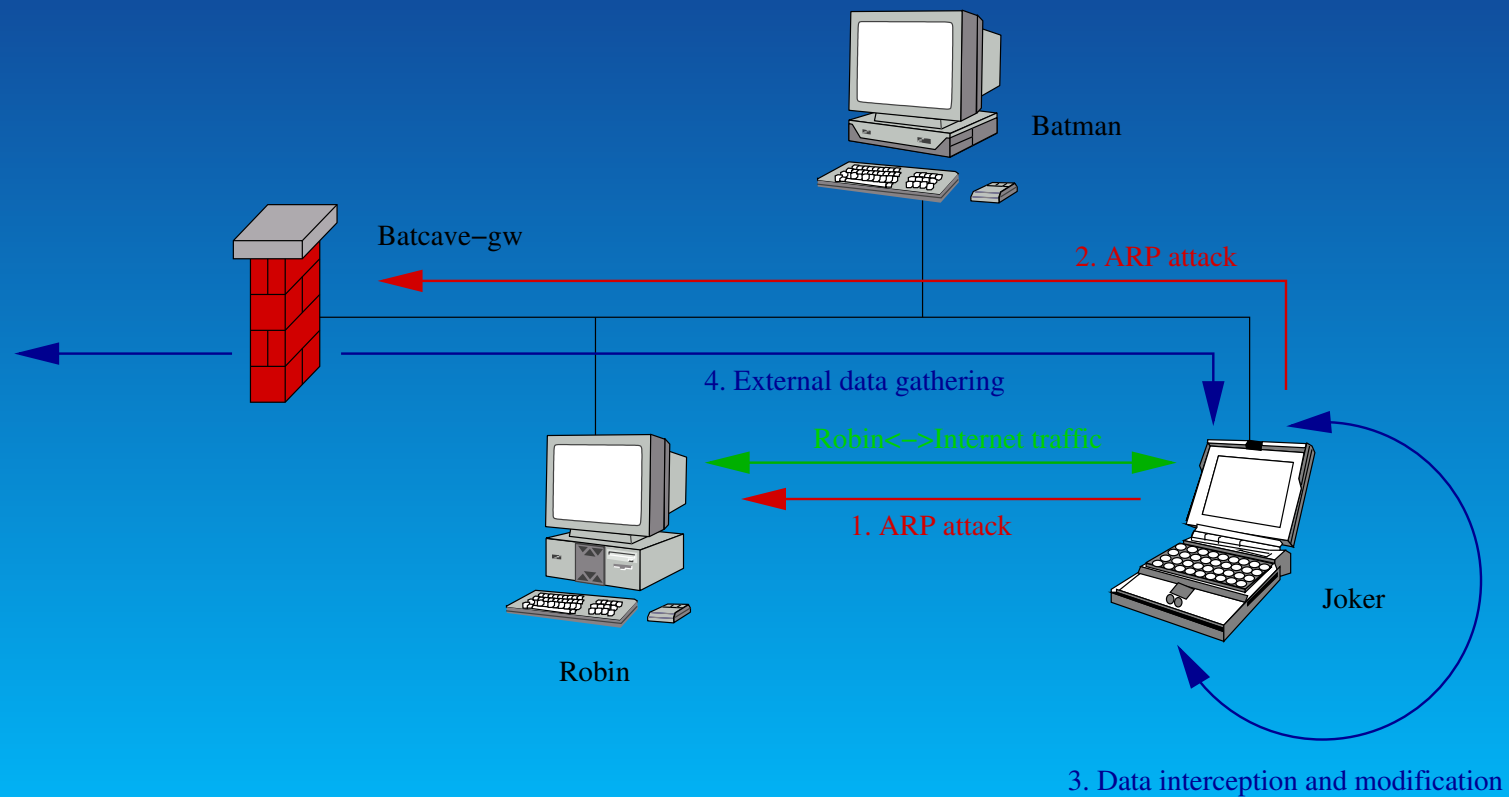 Batman
Batcave−gw
2. ARP attack
4. External data gathering
Robin<−>Internet traffic
1. ARP attack
Joker
Robin
3. Data interception and modification